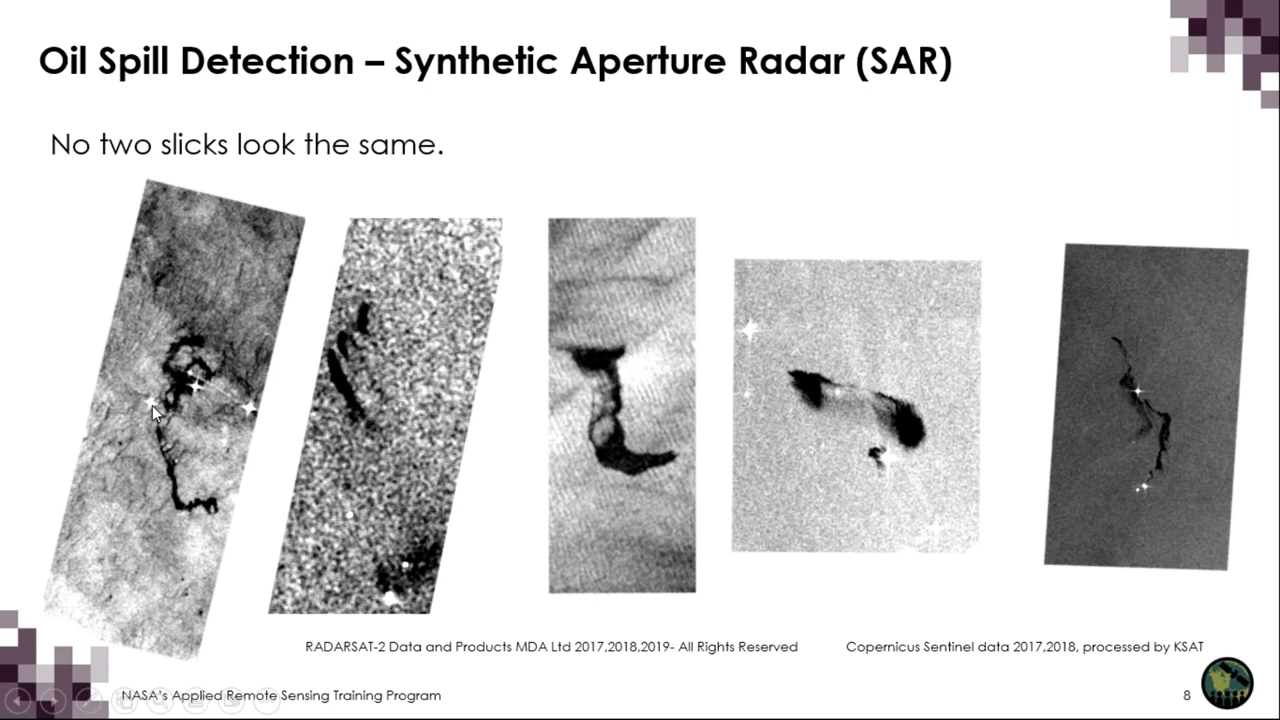 Oil Spill Detection – Synthetic Aperture Radar (SAR)
No two slicks look the same.
RADARSAT-2 Data and Products MDA Ltd 2017,2018,2019- All Rights Reserved
Copernicus Sentinel data 2017,2018, processed by KSAT
NASA's Applied Remote Sensing Training Program
8